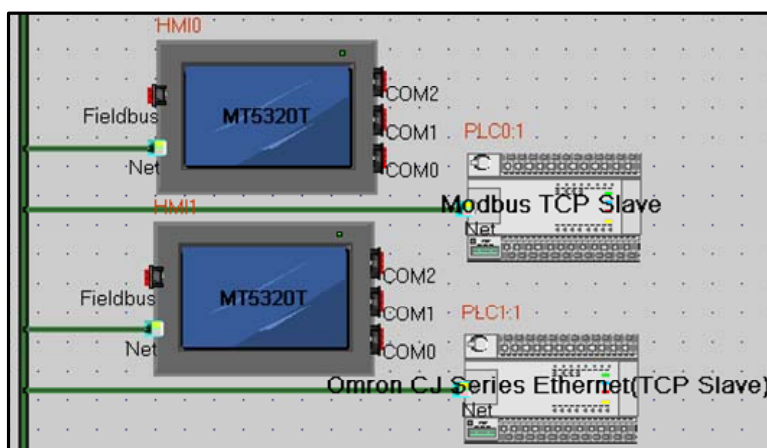 HMI0
MT5320T
Fieldbus
Net
COM2
COM1
COM0
PLC0:1
Modbus TCP Slave
Net
HMI1
MT5320T
Fieldbus
Net
COM2
COM1
COM0
PLC1:1
Omron CJ Series Ethernet(TCP Slave)
Net